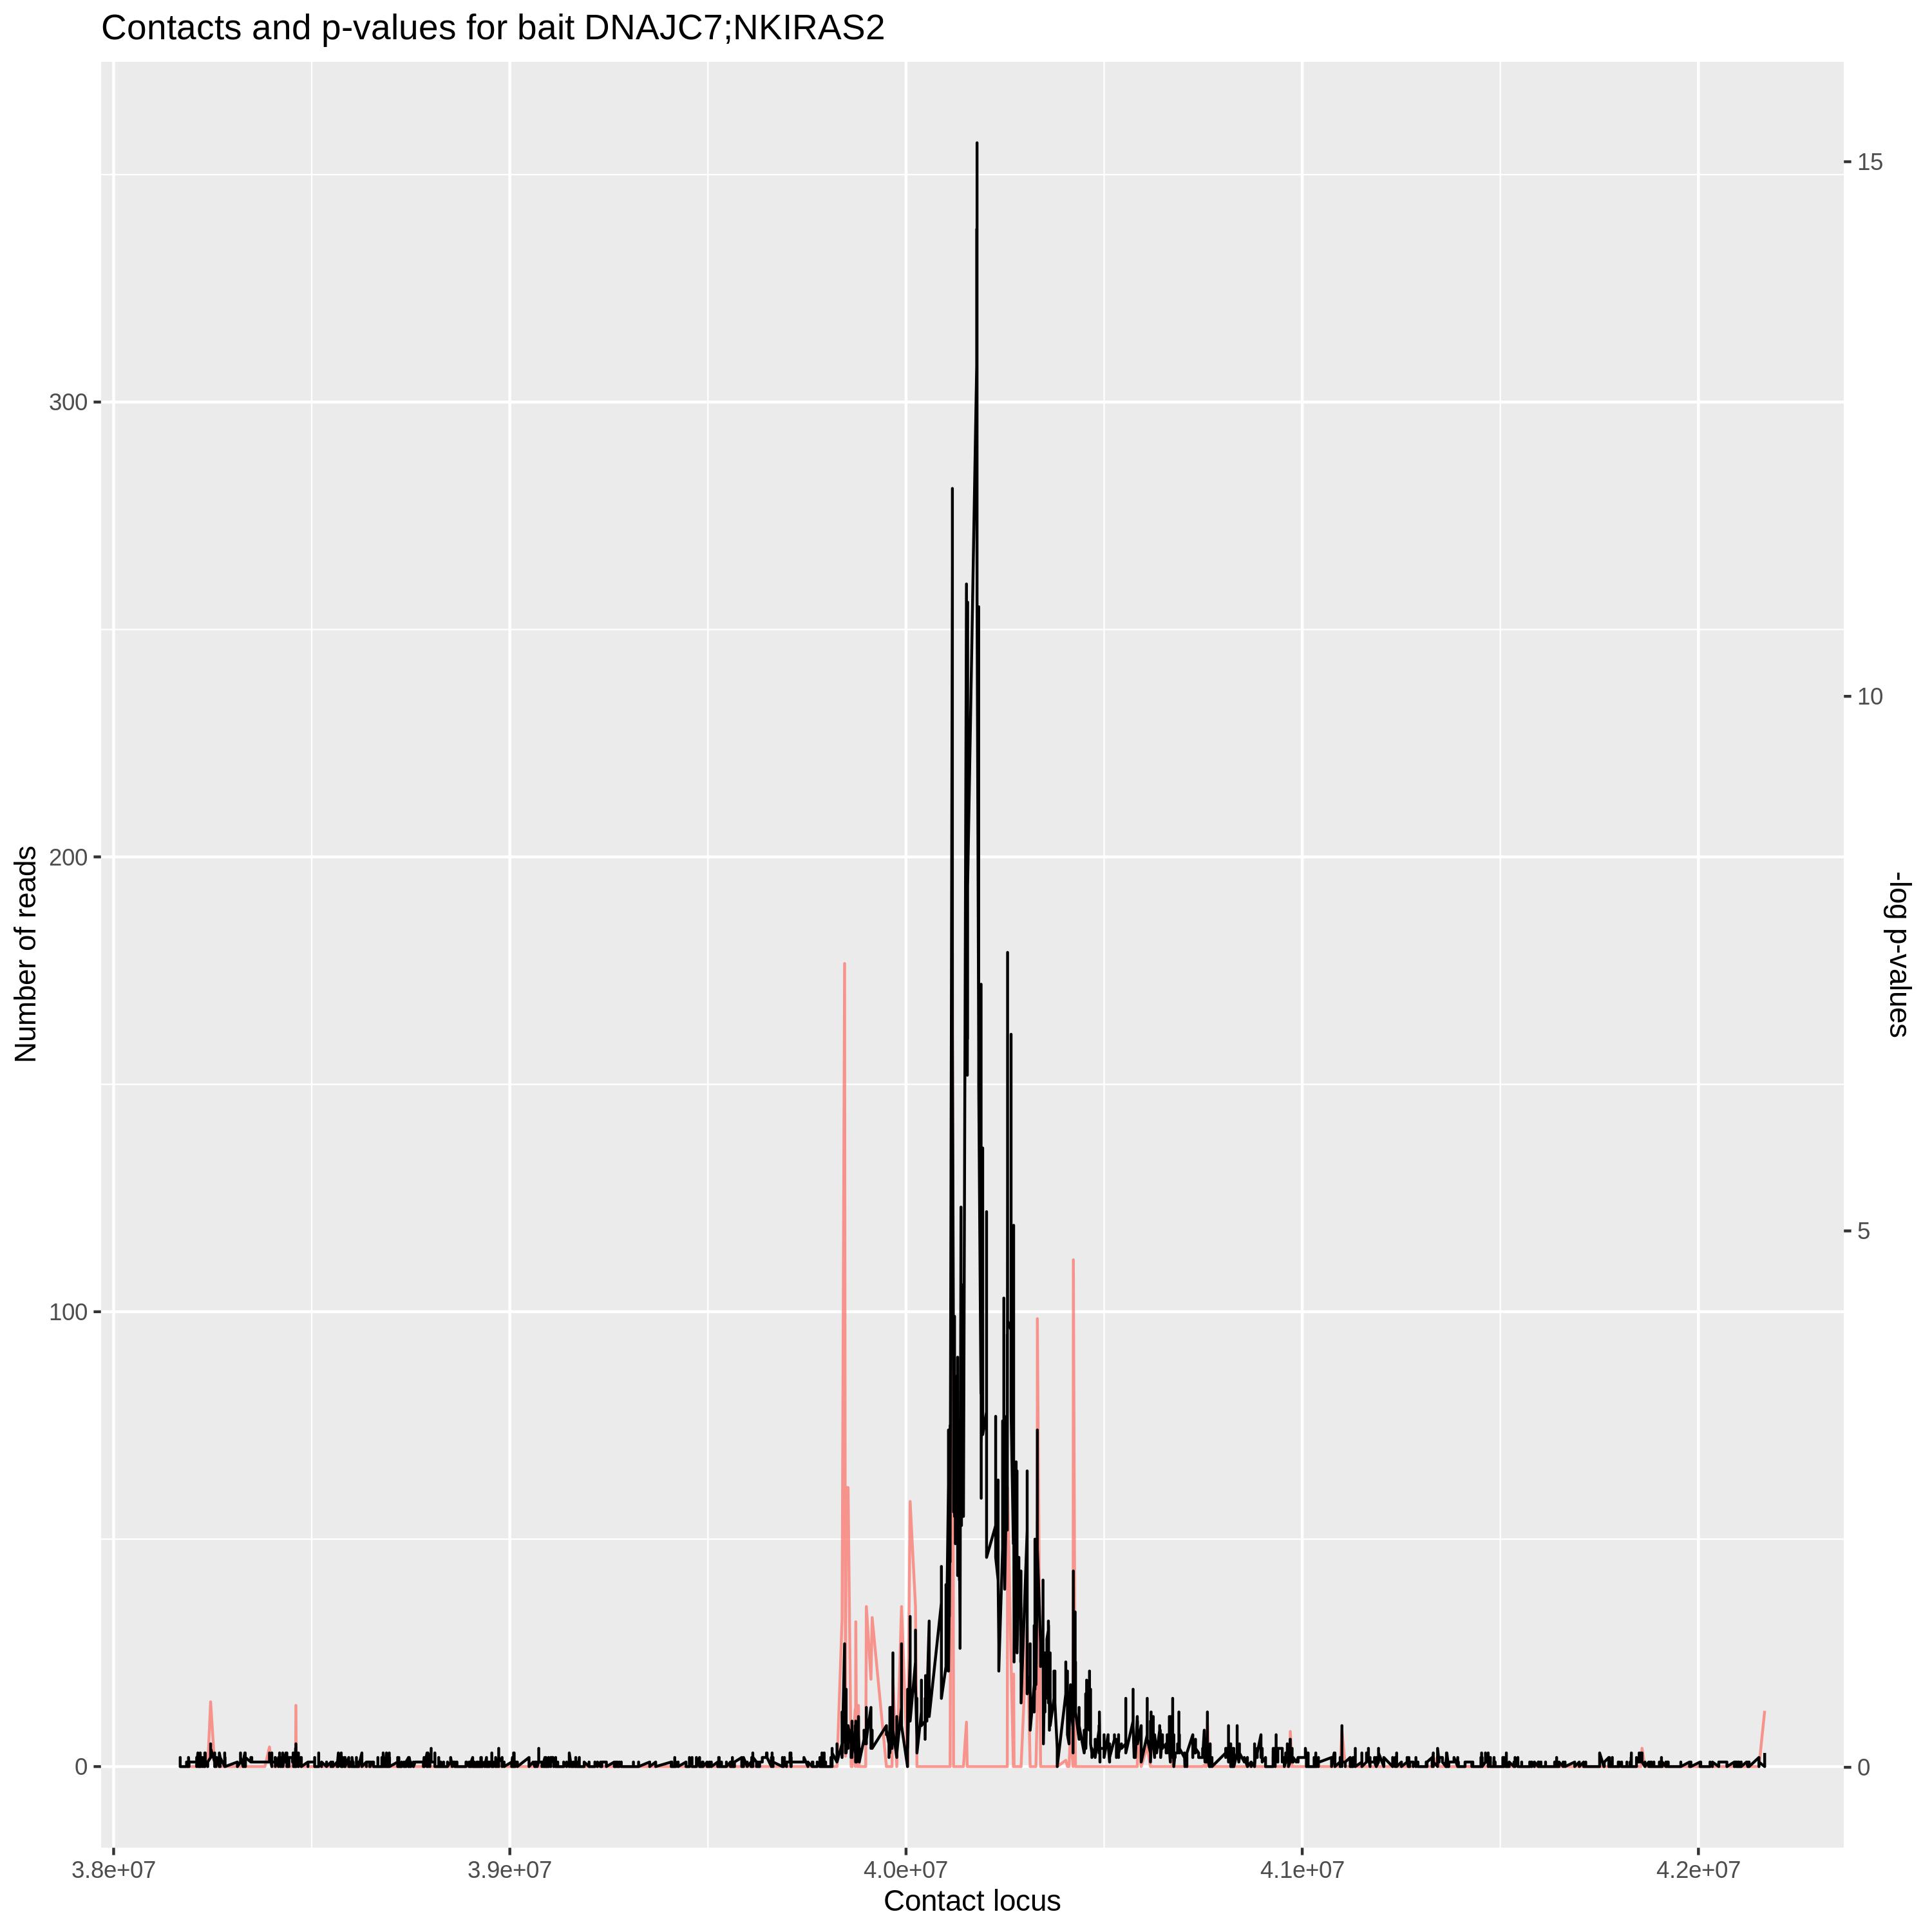 Contacts and p-values for bait DNAJC7;NKIRAS2
15
300
10
200
Number of reads
-log p-values
5
100
0
0
3.8e+07
3.9e+07
4.0e+07
4.1e+07
4.2e+07
Contact locus